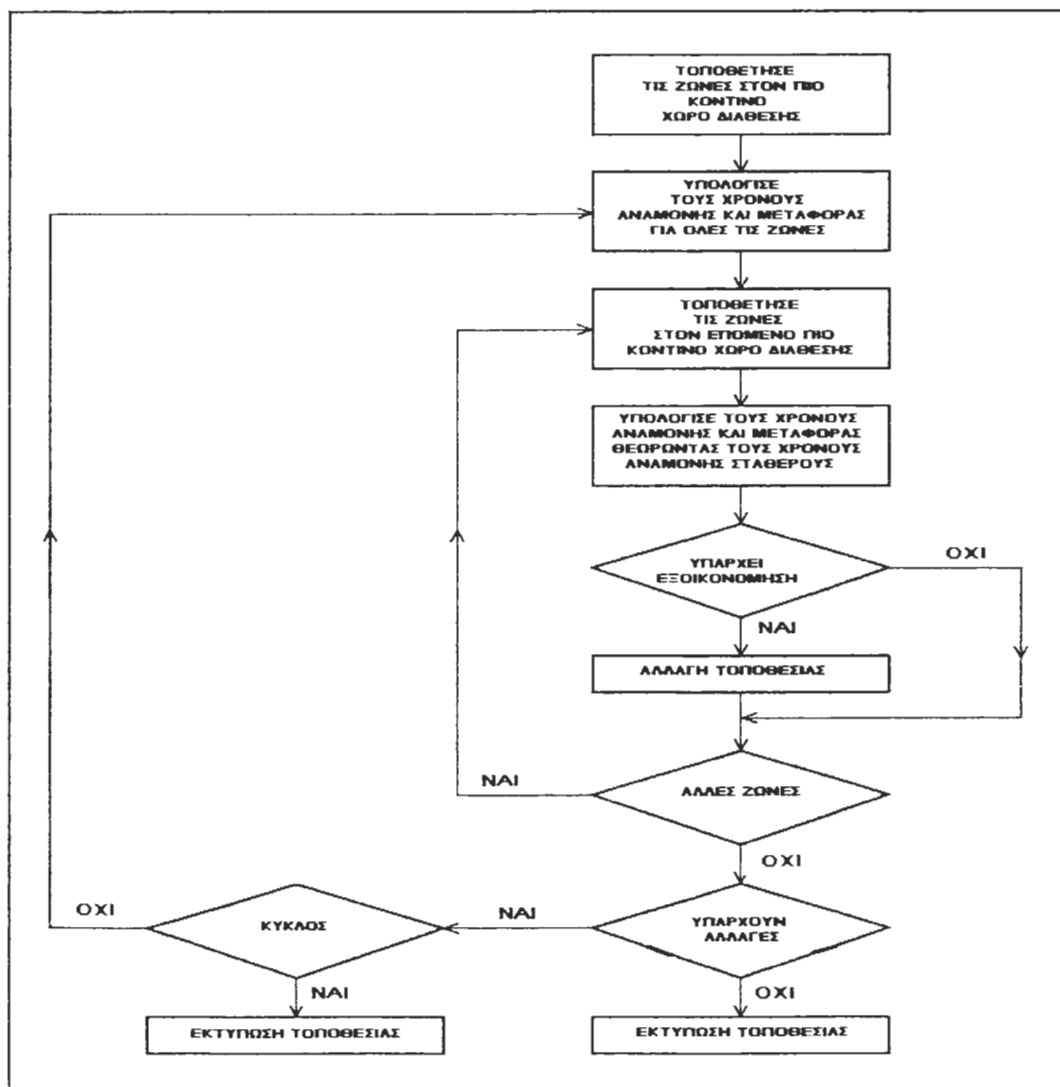 ΤΟΠΟΘΕΤΗΣΕ
ΤΙΣ ΖΩΝΕΣ ΣΤΟΝ ΠΙΟ
ΚΟΝΤΙΝΟ
ΧΩΡΟ ΔΙΑΘΕΣΗΣ
ΥΠΟΛΟΓΙΣΕ
ΤΟΥΣ ΧΡΟΝΟΥΣ
ΑΝΑΜΟΝΗΣ ΚΑΙ ΜΕΤΑΦΟΡΑΣ
ΓΙΑ ΟΛΕΣ ΤΙΣ ΖΩΝΕΣ
ΤΟΠΟΘΕΤΗΣΕ
ΤΙΣ ΖΩΝΕΣ
ΣΤΟΝ ΕΠΟΜΕΝΟ ΠΙΟ
ΚΟΝΤΙΝΟ ΧΩΡΟ ΔΙΑΘΕΣΗΣ
ΥΠΟΛΟΓΙΣΕ ΤΟΥΣ ΧΡΟΝΟΥΣ
ΑΝΑΜΟΝΗΣ ΚΑΙ ΜΕΤΑΦΟΡΑΣ
ΘΕΩΡΩΝΤΑΣ ΤΟΥΣ ΧΡΟΝΟΥΣ
ΑΝΑΜΟΝΗΣ ΣΤΑΘΕΡΟΥΣ
ΥΠΑΡΧΕΙ
ΕΞΟΙΚΟΝΟΜΗΣΗ
ΟΧΙ
ΝΑΙ
ΑΛΛΑΓΗ ΤΟΠΟΘΕΣΙΑΣ
ΝΑΙ
ΑΛΛΕΣ ΖΩΝΕΣ
ΟΧΙ
ΟΧΙ
ΚΥΚΛΟΣ
ΝΑΙ
ΥΠΑΡΧΟΥΝ
ΑΛΛΑΓΕΣ
ΝΑΙ
ΟΧΙ
ΕΚΤΥΠΩΣΗ ΤΟΠΟΘΕΣΙΑΣ
ΕΚΤΥΠΩΣΗ ΤΟΠΟΘΕΣΙΑΣ